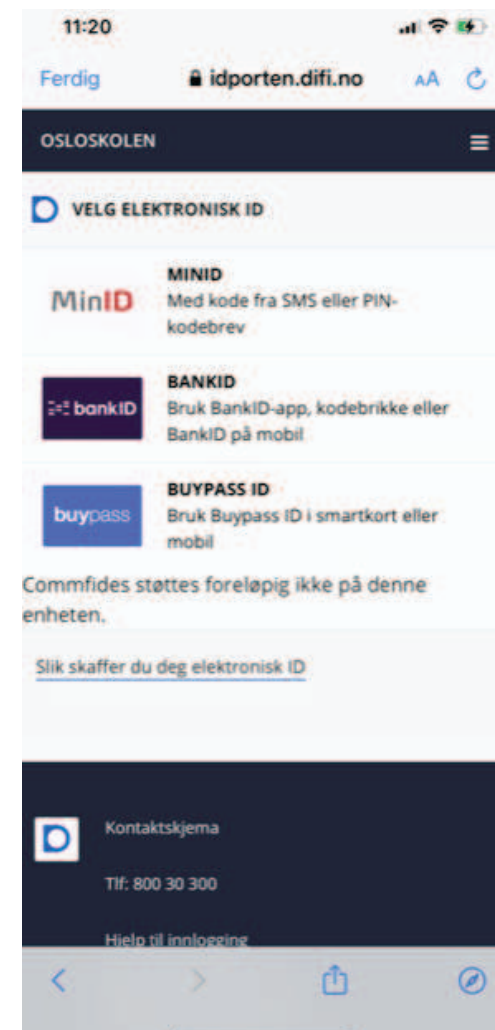 11:20
Ferdig idporten.difi.no AA
OSLOSKOLEN
VELG ELEKTRONISK ID
MinID
MINID
Med kode fra SMS eller PIN-
kodebrev
bankID
BANKID
Bruk BankID-app, kodebrikke eller
BankID på mobil
buypass
BUYPASS ID
Bruk Buypass ID i smartkort eller
mobil
Commfides støttes foreløpig ikke på denne
enheten.
Slik skaffer du deg elektronisk ID
Kontaktskjema
Tlf: 800 30 300
Hjelp til innlogging